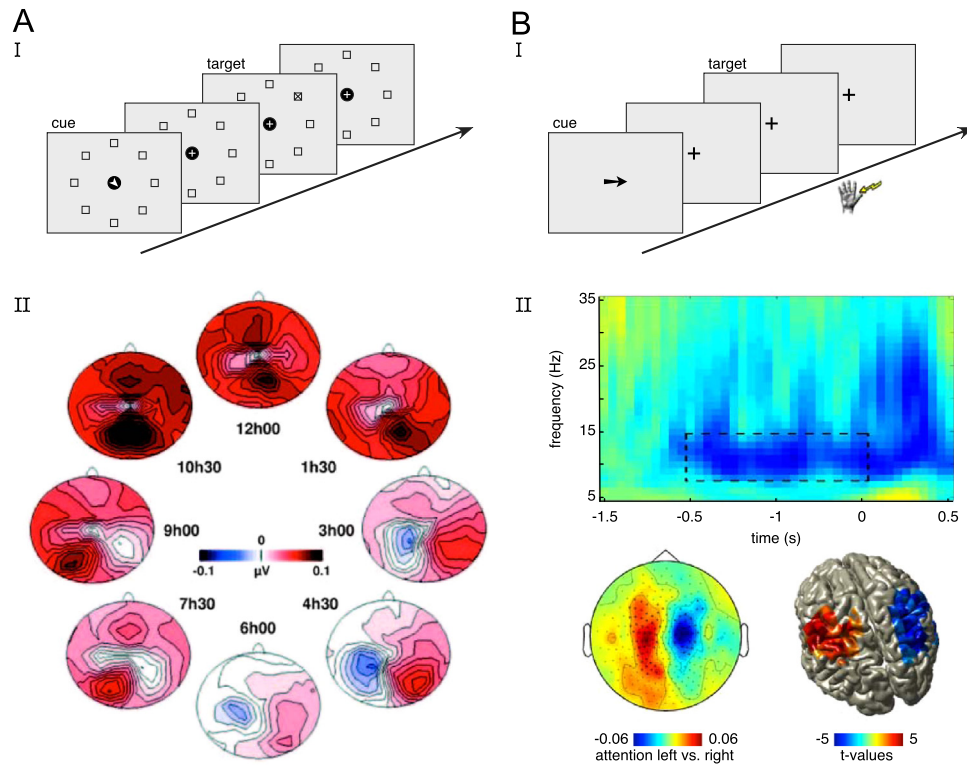 A
I
cue
target
II
12h00
10h30
1h30
9h00
3h00
0
-0.1
µV
0.1
7h30
4h30
6h00
B
I
cue
target
II
frequency (Hz)
35
25
15
5
-1.5
-0.5
-1
0
0.5
time (s)
-0.06
0.06
attention left vs. right
-5
5
t-values